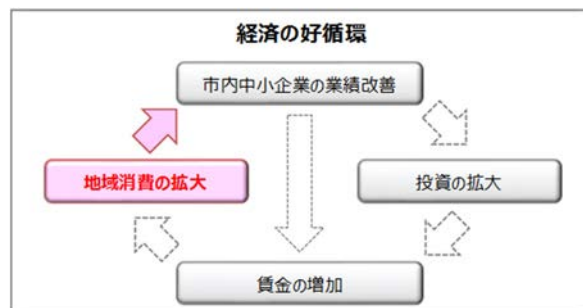 経済の好循環
市内中小企業の業績改善
地域消費の拡大
投資の拡大
賃金の増加